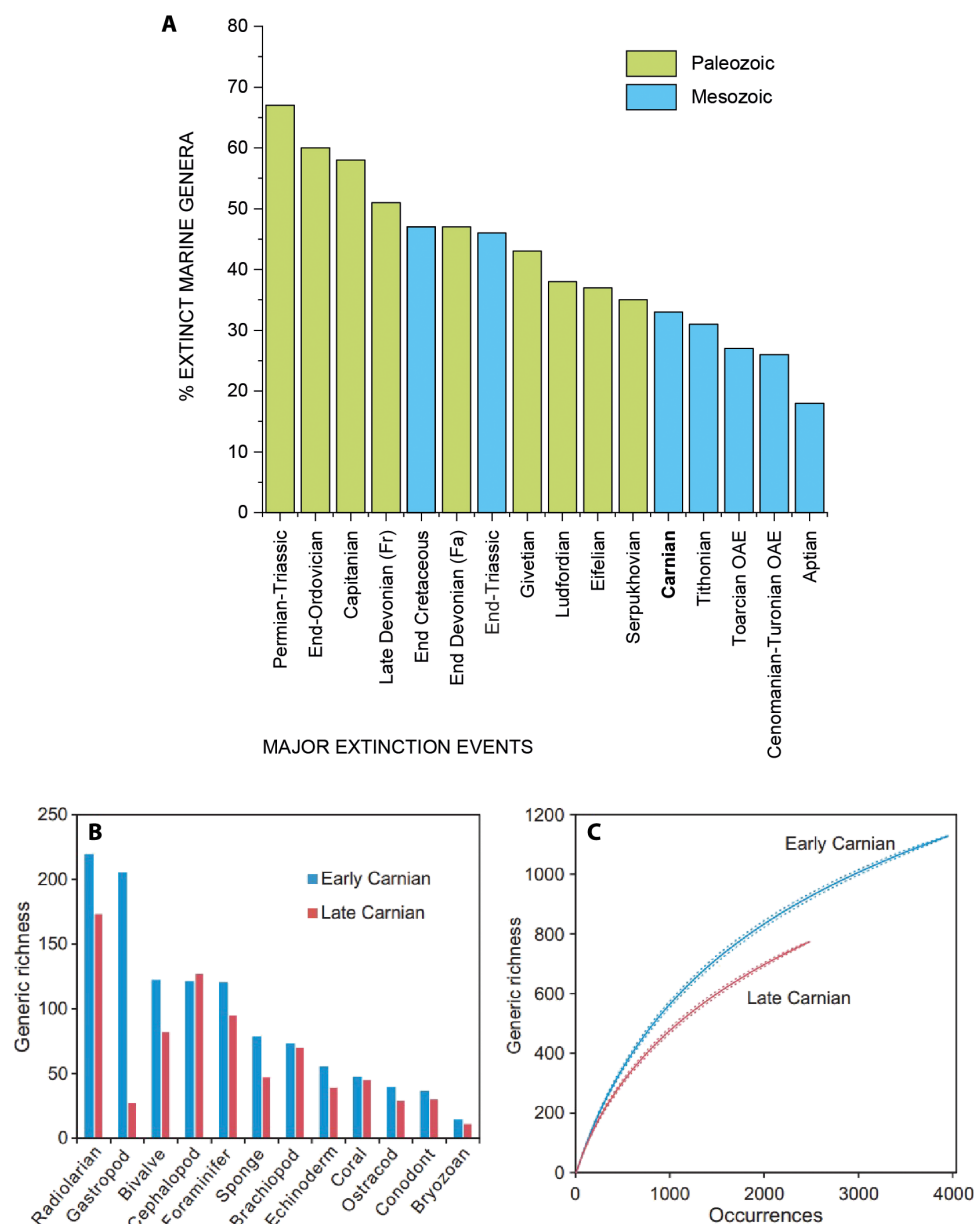 A
80
70
60
50
40
30
20
10
0
% EXTINCT MARINE GENERA
Paleozoic
Mesozoic
Permian-Triassic
End-Ordovician
Capitanian
Late Devonian (Fr)
End Cretaceous
End Devonian (Fa)
End-Triassic
Givetian
Ludfordian
Eifelian
Serpukhovian
Carnian
Tithonian
Toarcian OAE
Cenomanian-Turonian OAE
Aptian
MAJOR EXTINCTION EVENTS
B
250
200
150
100
50
0
Generic richness
Early Carnian
Late Carnian
Radiolarian
Gastropod
Bivalve
Cephalopod
Foraminifer
Sponge
Brachiopod
Echinoderm
Coral
Ostracod
Conodont
Bryozoan
C
1200
1000
800
600
400
200
0
Generic richness
Early Carnian
Late Carnian
0 1000 2000 3000 4000
Occurrences